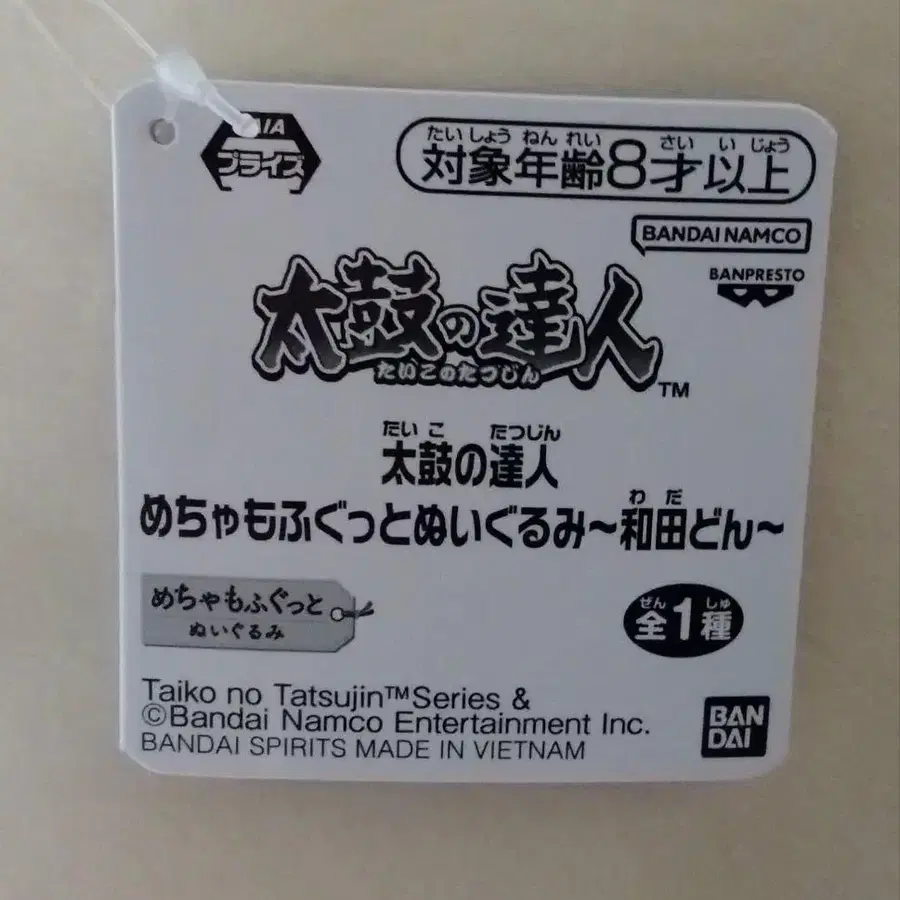 プライズ
たいしょうねんれい さいいじょう
対象年齢8才以上
BANDAI NAMCO
BANPRESTO
太鼓の達人™
たいこのたつじん
たいこ たつじん
太鼓の達人
わだ
めちゃもふぐっとぬいぐるみ〜和田どん〜
めちゃもふぐっと
ぬいぐるみ
ぜん しゅ
全1種
Taiko no Tatsujin™Series &
©Bandai Namco Entertainment Inc.
BANDAI SPIRITS MADE IN VIETNAM
BAN
DAI